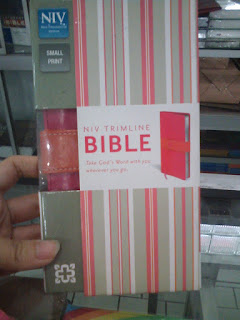 NIV
SMALL
PRINT
NIV TRIMLINE
BIBLE
Take God's Word with you
wherever you go.